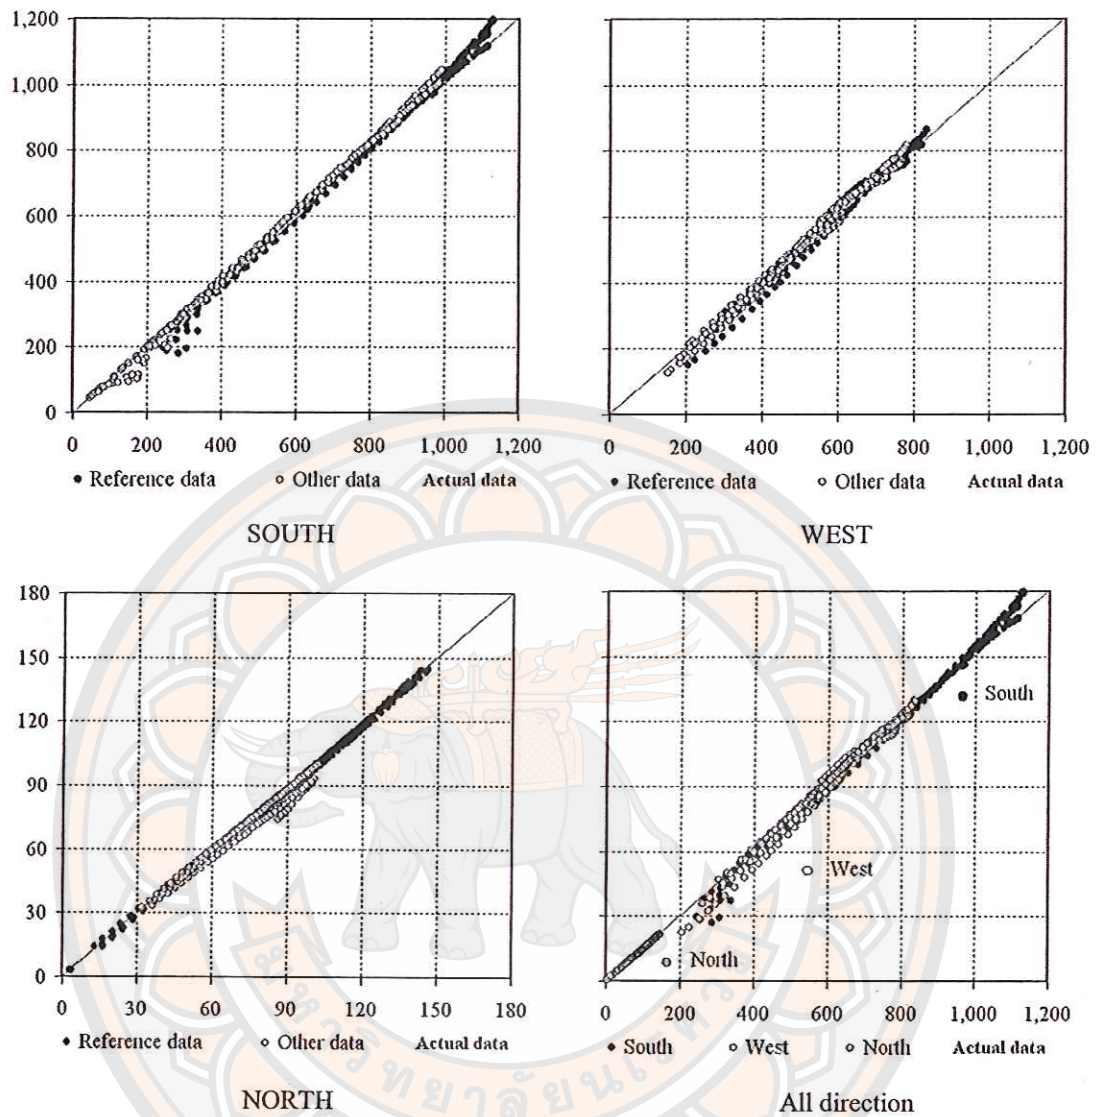 1,200
1,000
800
600
400
200
0
0 200 400 600 800 1,000 1,200
Reference data Other data Actual data
SOUTH
0 200 400 600 800 1,000 1,200
Reference data Other data Actual data
WEST
180
150
120
90
60
30
0
0 30 60 90 120 150 180
Reference data Other data Actual data
NORTH
South
West
North
0 200 400 600 800 1,000 1,200
South West North Actual data
All direction